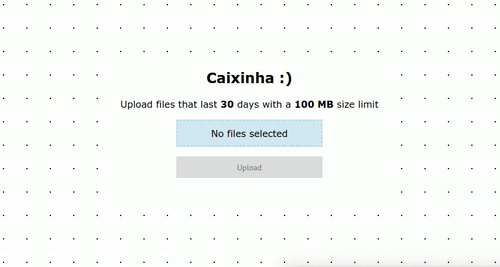 Caixinha :)
Upload files that last 30 days with a 100 MB size limit
No files selected
Upload